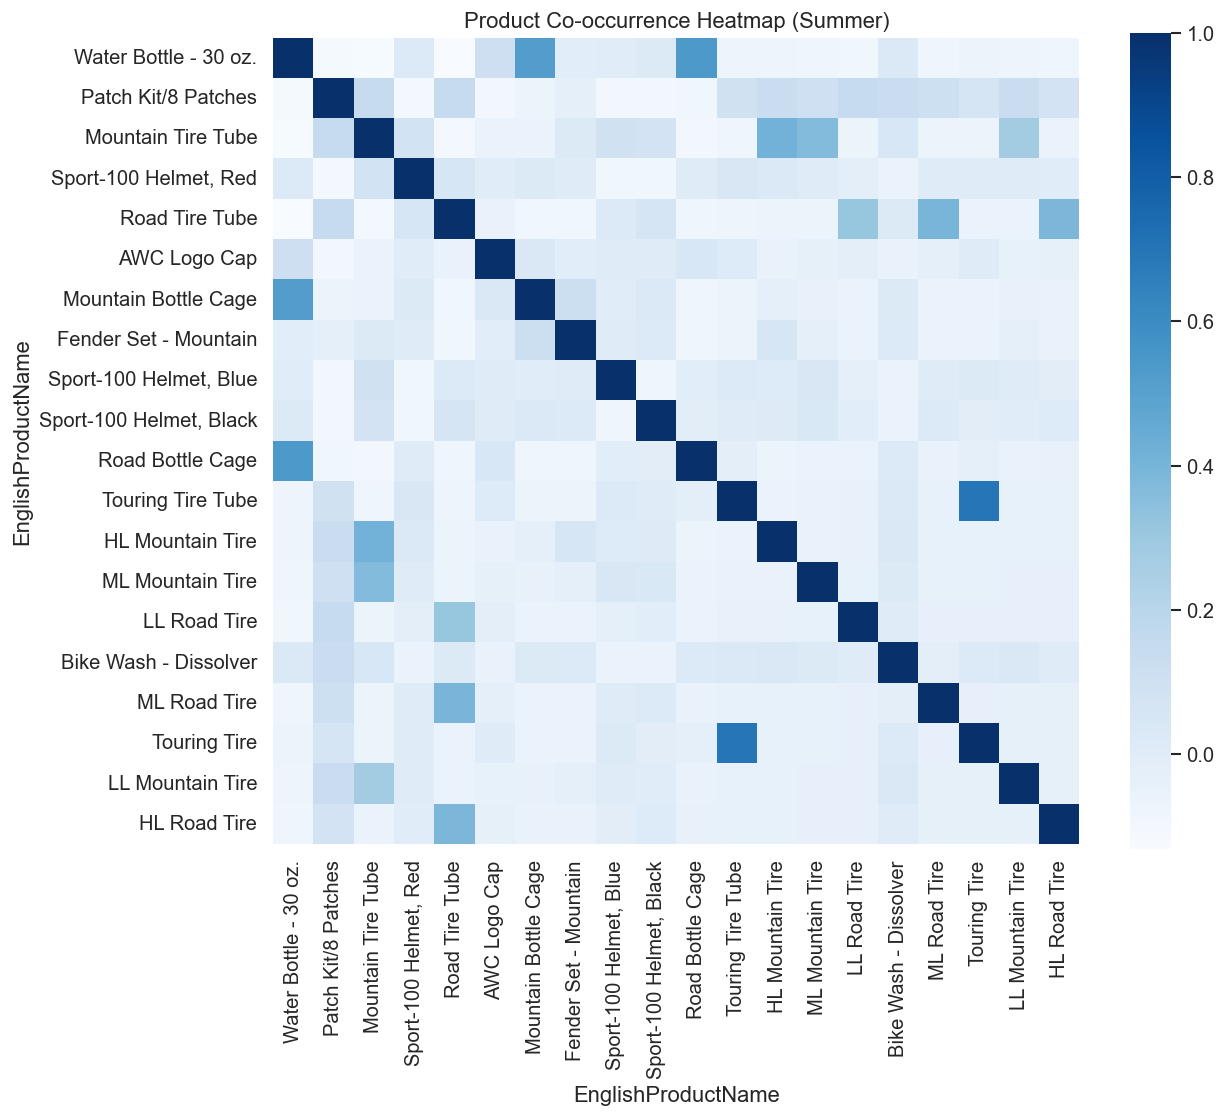 Product Co-occurrence Heatmap (Summer)
Water Bottle - 30 oz.
Patch Kit/8 Patches
Mountain Tire Tube
Sport-100 Helmet, Red
Road Tire Tube
AWC Logo Cap
Mountain Bottle Cage
Fender Set - Mountain
Sport-100 Helmet, Blue
Sport-100 Helmet, Black
Road Bottle Cage
Touring Tire Tube
HL Mountain Tire
ML Mountain Tire
LL Road Tire
Bike Wash - Dissolver
ML Road Tire
Touring Tire
LL Mountain Tire
HL Road Tire
EnglishProductName
Water Bottle - 30 oz.
Patch Kit/8 Patches
Mountain Tire Tube
Sport-100 Helmet, Red
Road Tire Tube
AWC Logo Cap
Mountain Bottle Cage
Fender Set - Mountain
Sport-100 Helmet, Blue
Sport-100 Helmet, Black
Road Bottle Cage
Touring Tire Tube
HL Mountain Tire
ML Mountain Tire
LL Road Tire
Bike Wash - Dissolver
ML Road Tire
Touring Tire
LL Mountain Tire
HL Road Tire
EnglishProductName
1.0
0.8
0.6
0.4
0.2
0.0